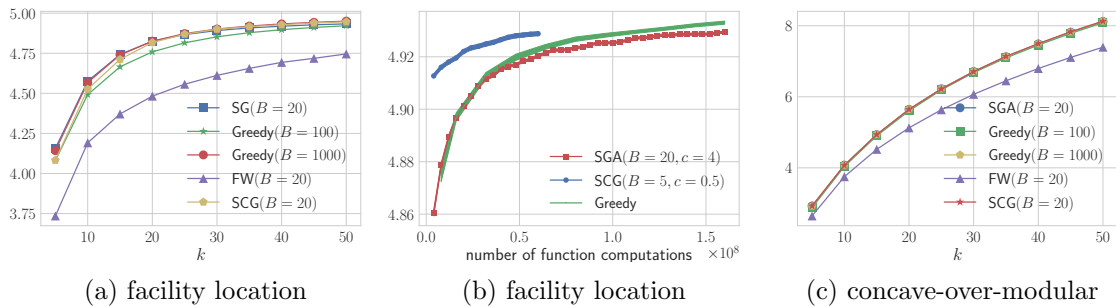 5.00
4.75
4.50
4.25
4.00
3.75
10 20 30 40 50
k
SG(B = 20)
Greedy(B = 100)
Greedy(B = 1000)
FW(B = 20)
SCG(B = 20)
(a) facility location
4.92
4.90
4.88
4.86
0.0 0.5 1.0 1.5
number of function computations ×10⁸
SGA(B = 20, c = 4)
SCG(B = 5, c = 0.5)
Greedy
(b) facility location
8
6
4
10 20 30 40 50
k
SGA(B = 20)
Greedy(B = 100)
Greedy(B = 1000)
FW(B = 20)
SCG(B = 20)
(c) concave-over-modular